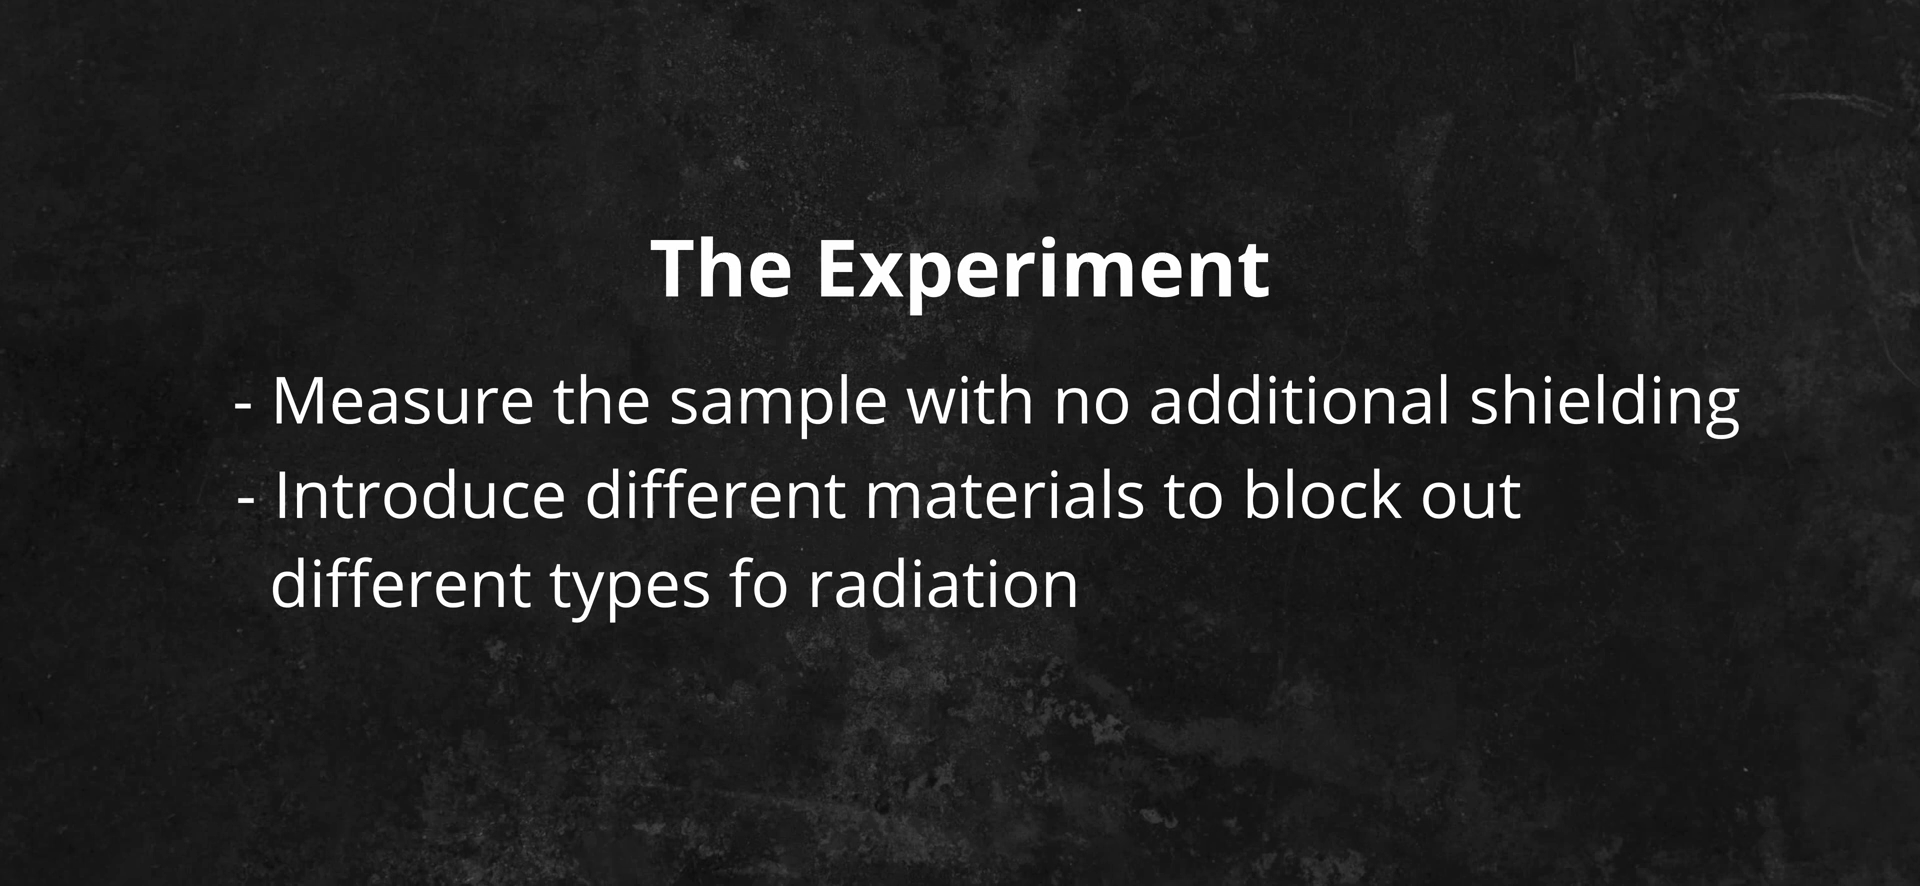 The Experiment
- Measure the sample with no additional shielding
- Introduce different materials to block out
different types fo radiation